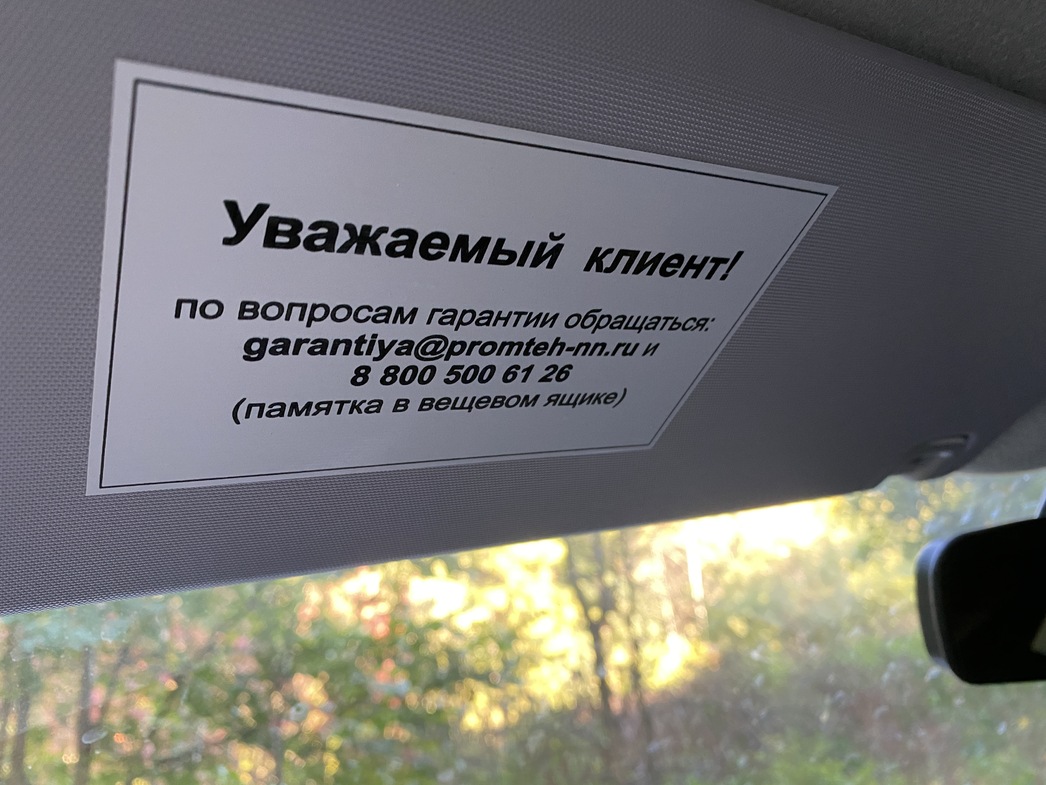 Уважаемый клиент!
по вопросам гарантии обращаться:
garantiya@promteh-nn.ru и
8 800 500 61 26
(памятка в вещевом ящике)